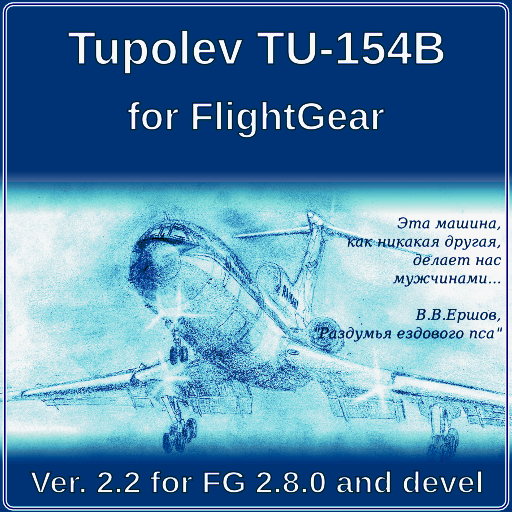 Tupolev TU-154B
for FlightGear
Эта машина,
как никакая другая,
делает нас
мужчинами...
В.В.Ершов,
"Раздумья ездового пса"
Ver. 2.2 for FG 2.8.0 and devel